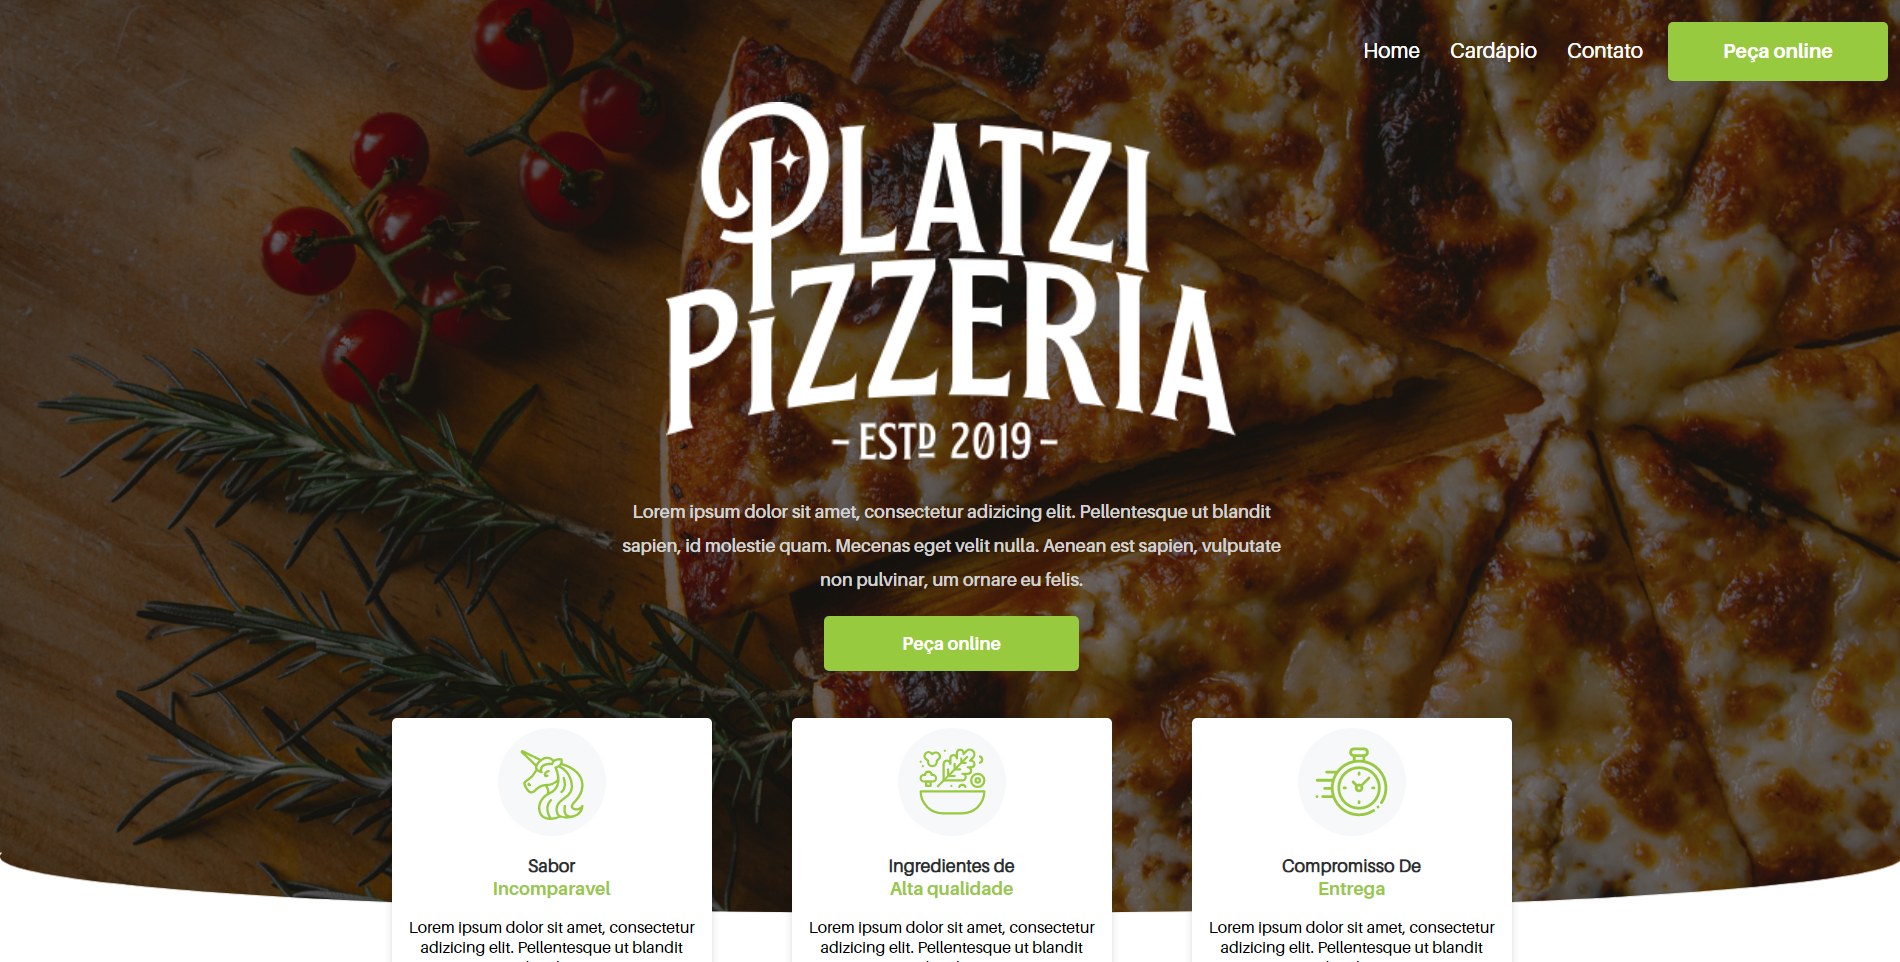 Home Cardápio Contato Peça online
PLATZI
PIZZERIA
- ESTD 2019 -
Lorem ipsum dolor sit amet, consectetur adizicing elit. Pellentesque ut blandit
sapien, id molestie quam. Mecenas eget velit nulla. Aenean est sapien, vulputate
non pulvinar, um ornare eu felis.
Peça online
Sabor
Incomparavel
Lorem ipsum dolor sit amet, consectetur
adizicing elit. Pellentesque ut blandit
Ingredientes de
Alta qualidade
Lorem ipsum dolor sit amet, consectetur
adizicing elit. Pellentesque ut blandit
Compromisso De
Entrega
Lorem ipsum dolor sit amet, consectetur
adizicing elit. Pellentesque ut blandit